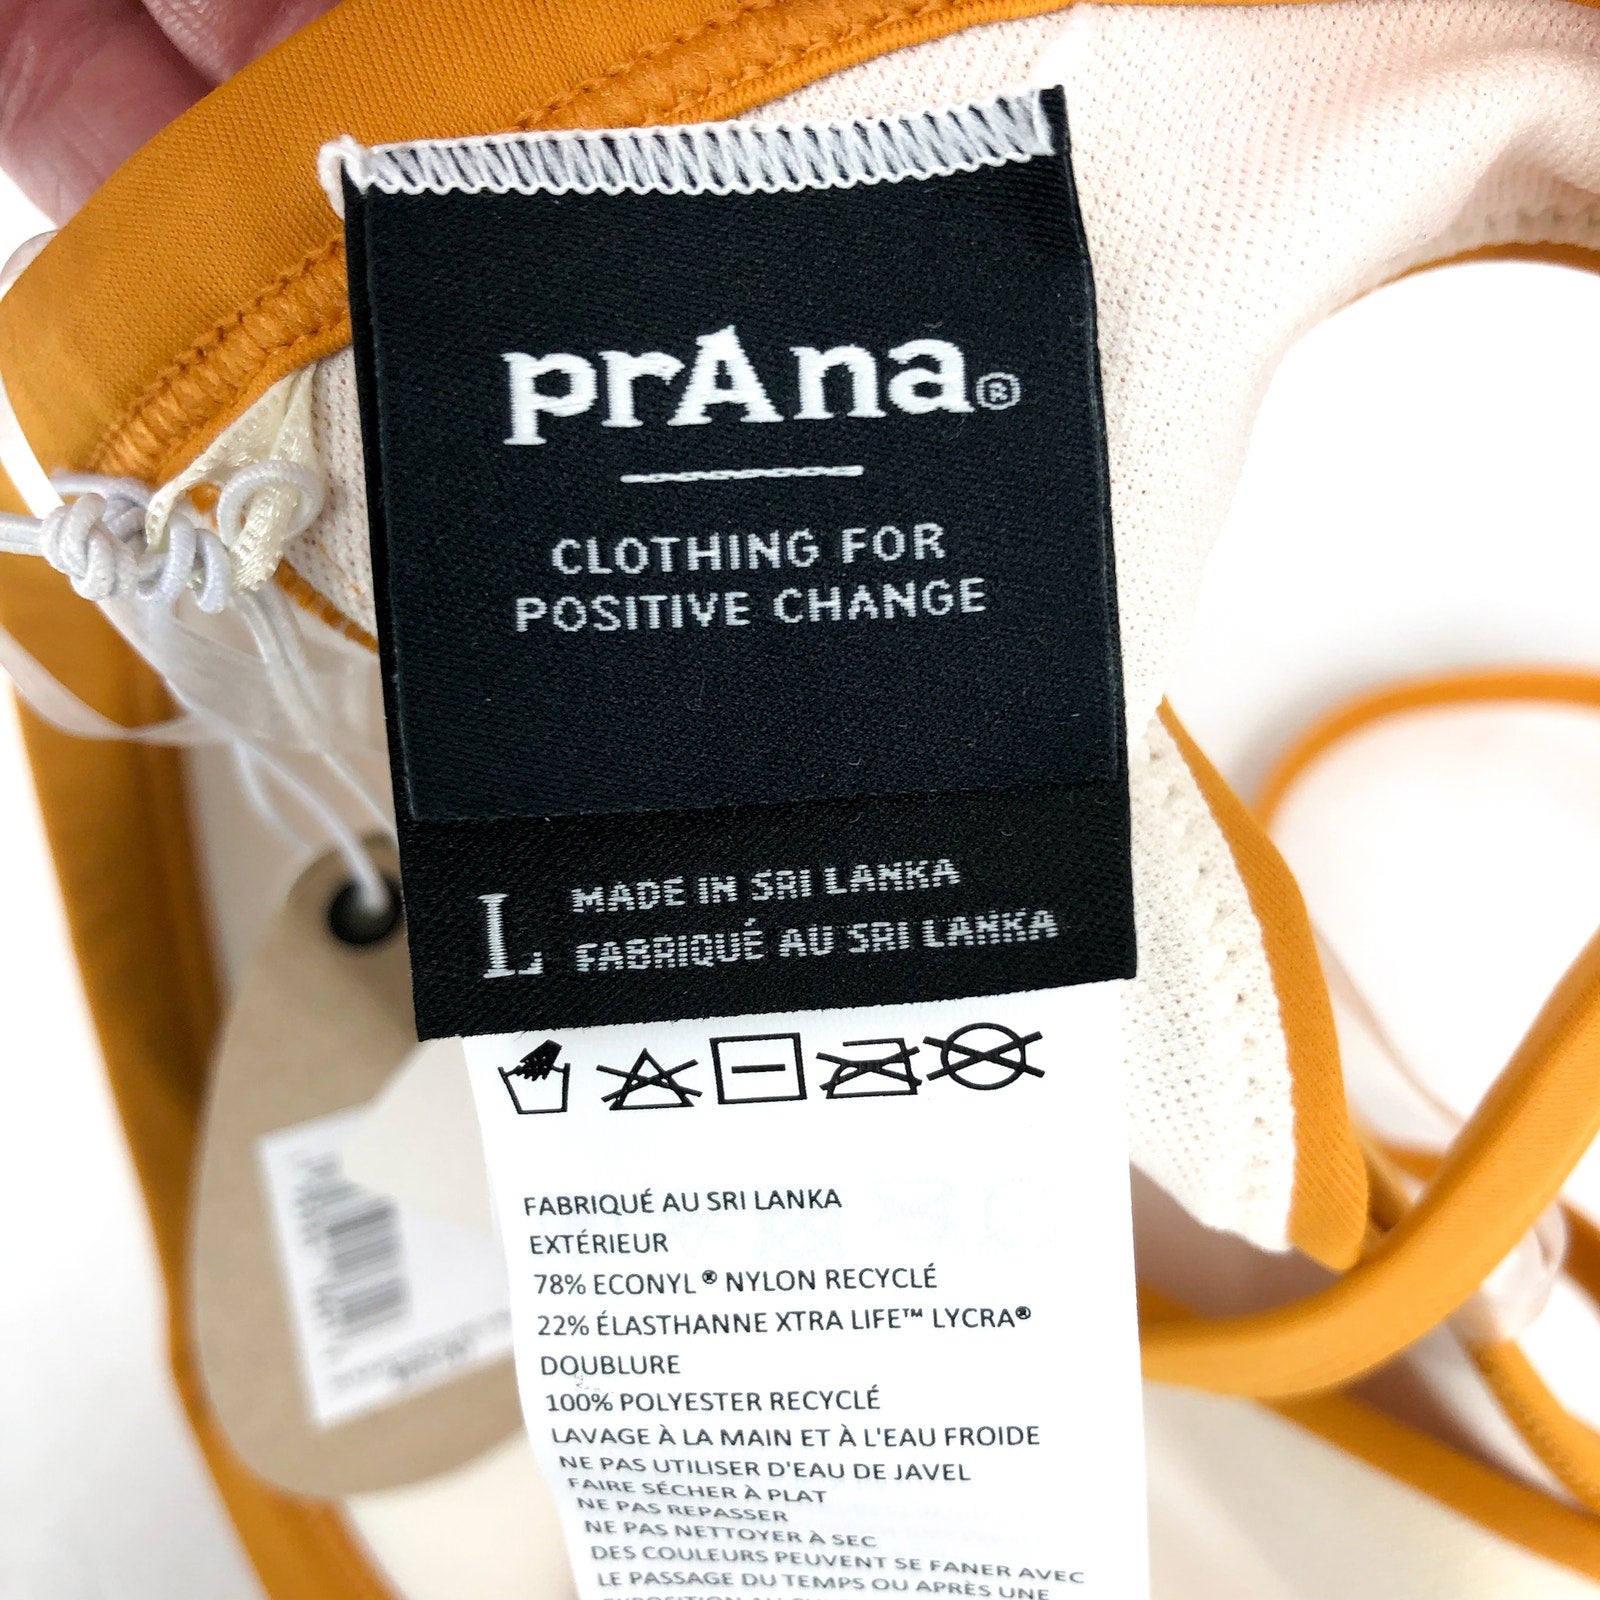 prAna®
CLOTHING FOR
POSITIVE CHANGE
L
MADE IN SRI LANKA
FABRIQUÉ AU SRI LANKA
FABRIQUÉ AU SRI LANKA
EXTÉRIEUR
78% ECONYL® NYLON RECYCLÉ
22% ÉLASTHANNE XTRA LIFE™ LYCRA®
DOUBLURE
100% POLYESTER RECYCLÉ
LAVAGE À LA MAIN ET À L'EAU FROIDE
NE PAS UTILISER D'EAU DE JAVEL
FAIRE SÉCHER À PLAT
NE PAS REPASSER
NE PAS NETTOYER À SEC
DES COULEURS PEUVENT SE FANER AVEC
LE PASSAGE DU TEMPS OU APRÈS UNE